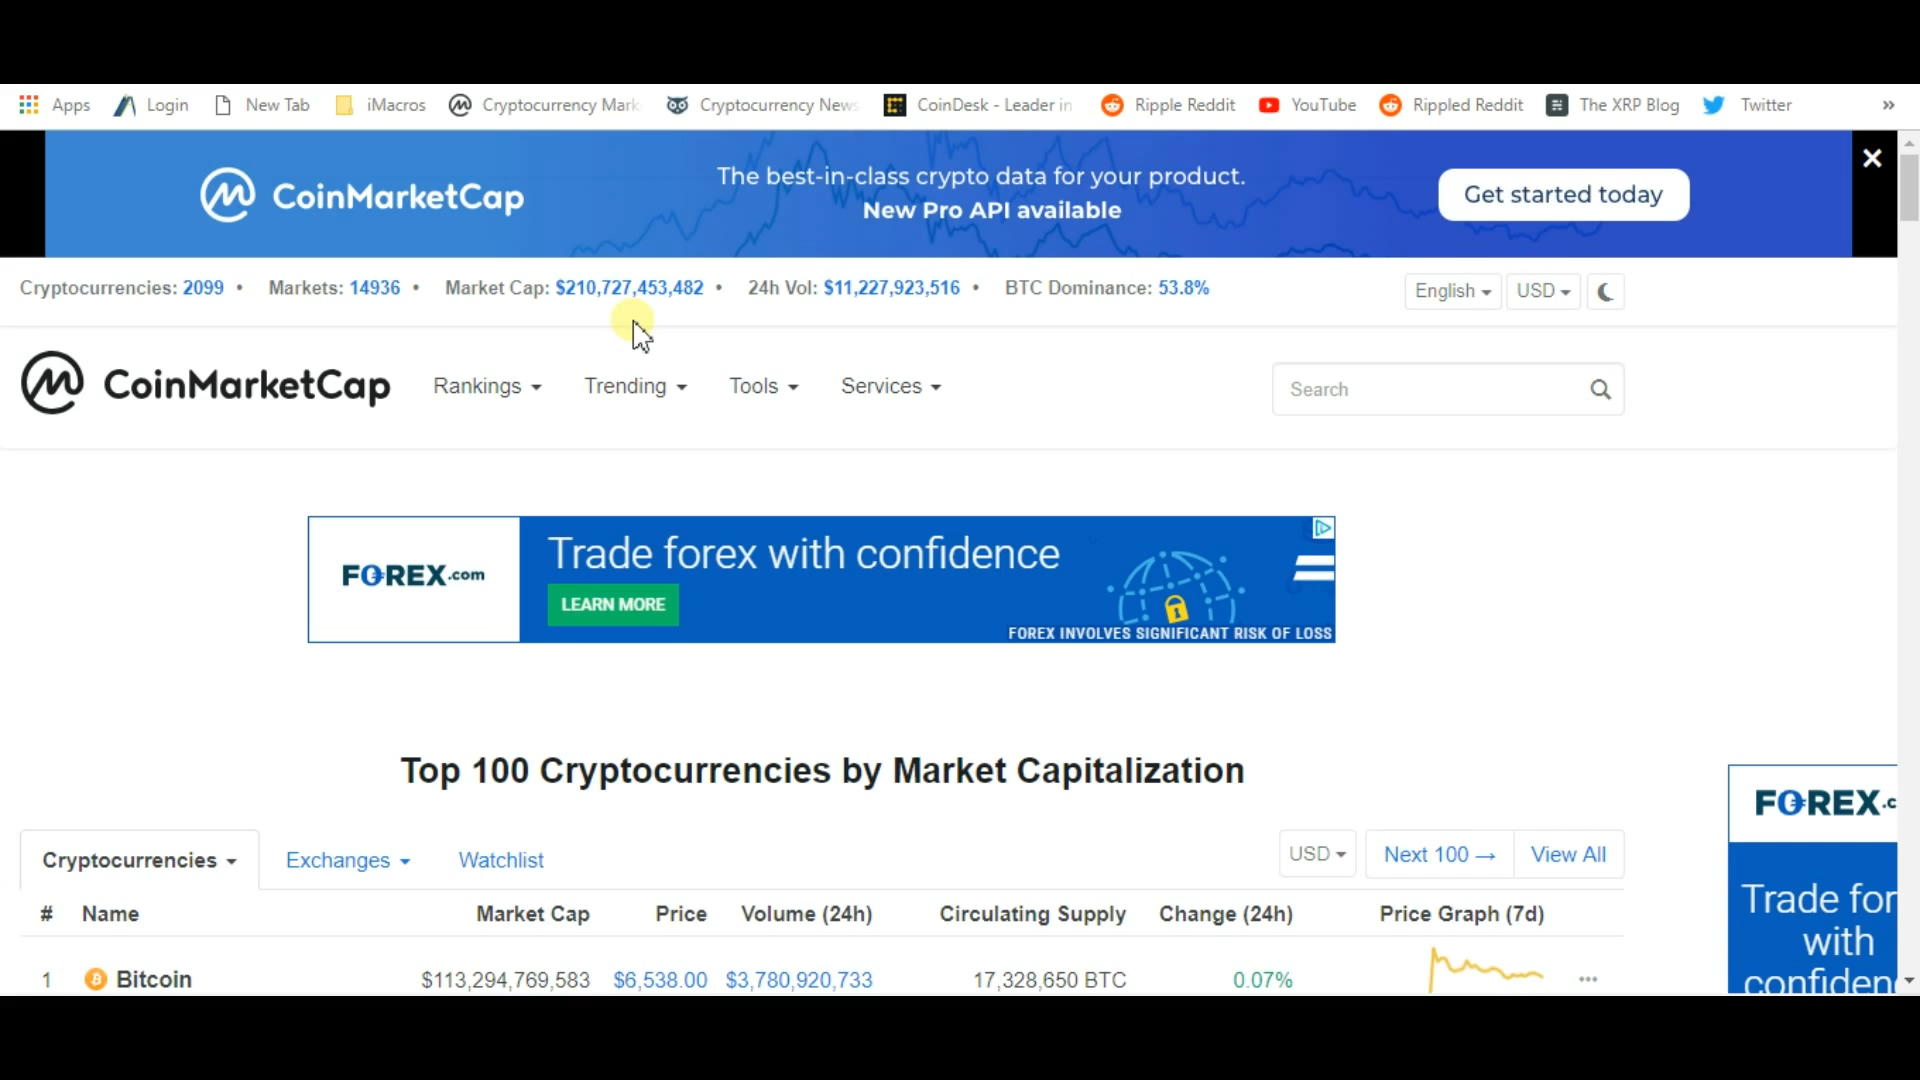 Apps Login New Tab iMacros Cryptocurrency Mark Cryptocurrency News CoinDesk - Leader in Ripple Reddit YouTube Rippled Reddit The XRP Blog Twitter »
CoinMarketCap
The best-in-class crypto data for your product.
New Pro API available
Get started today
Cryptocurrencies: 2099 • Markets: 14936 • Market Cap: $210,727,453,482 • 24h Vol: $11,227,923,516 • BTC Dominance: 53.8%
English USD
CoinMarketCap Rankings Trending Tools Services Search
FOREX.com
Trade forex with confidence
LEARN MORE
FOREX INVOLVES SIGNIFICANT RISK OF LOSS
Top 100 Cryptocurrencies by Market Capitalization
Cryptocurrencies Exchanges Watchlist USD Next 100 → View All
# Name Market Cap Price Volume (24h) Circulating Supply Change (24h) Price Graph (7d)
1 Bitcoin $113,294,769,583 $6,538.00 $3,780,920,733 17,328,650 BTC 0.07%
FOREX.c
Trade for
with
confiden